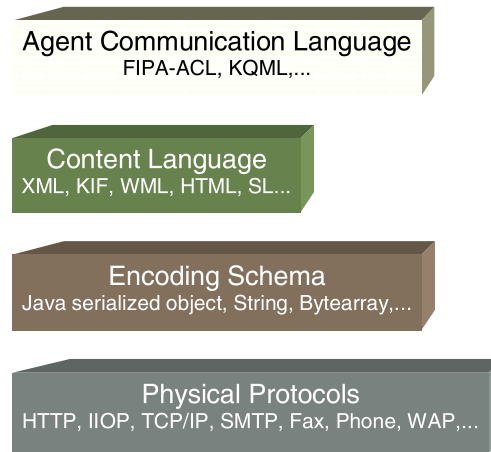 Agent Communication Language
FIPA-ACL, KQML,...
Content Language
XML, KIF, WML, HTML, SL...
Encoding Schema
Java serialized object, String, Bytearray,...
Physical Protocols
HTTP, IIOP, TCP/IP, SMTP, Fax, Phone, WAP,...